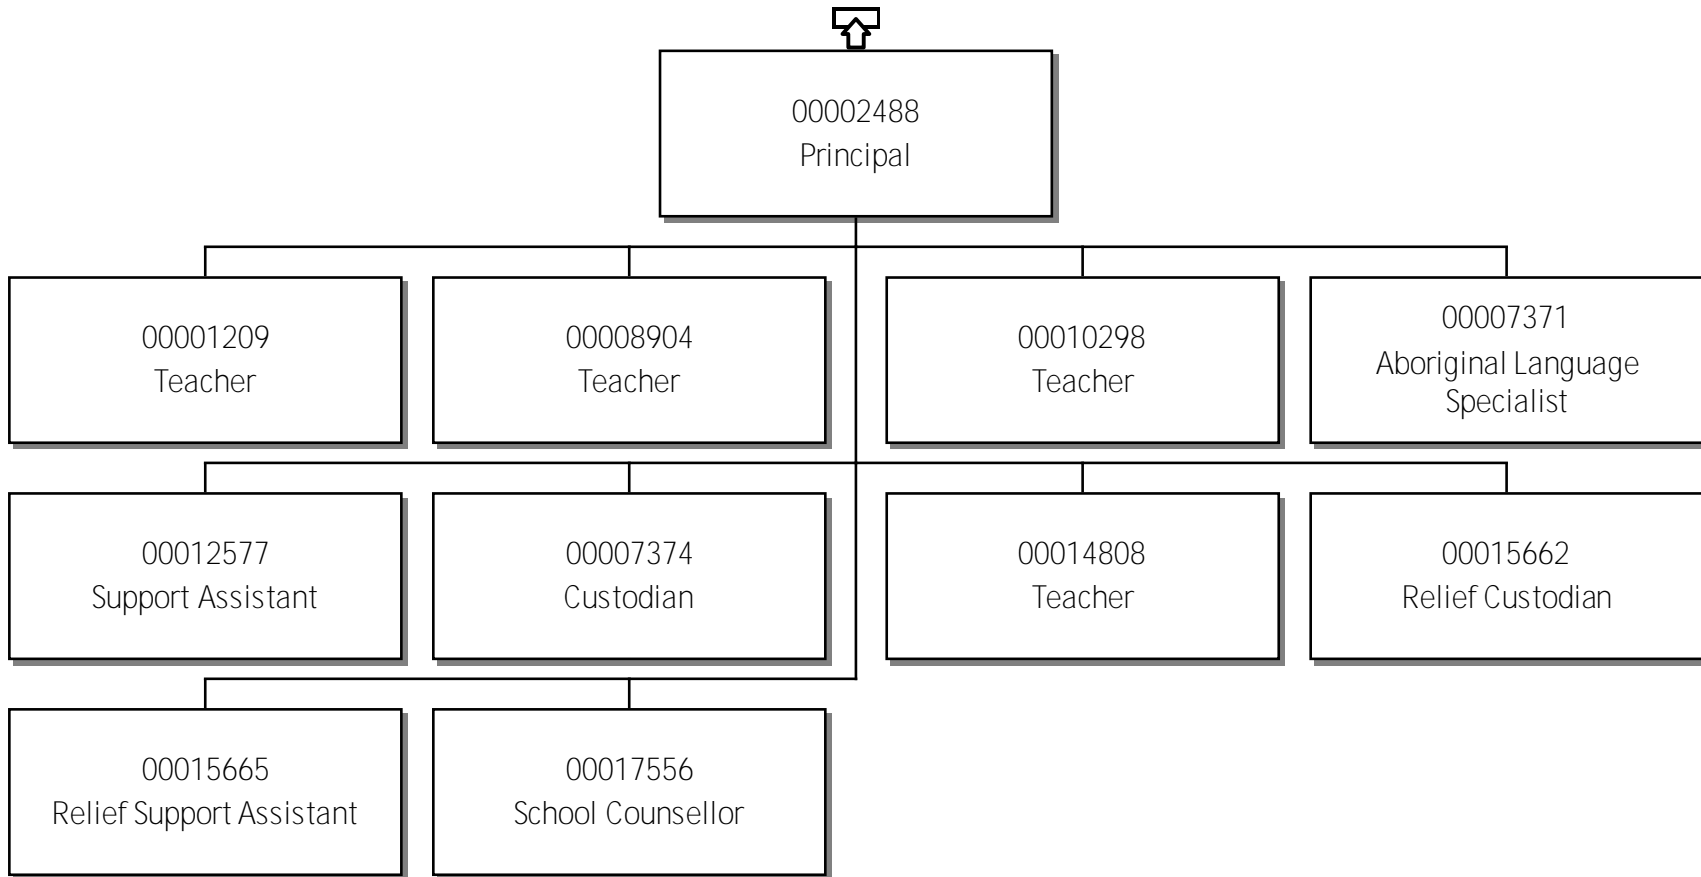 00002488
Principal
00001209
Teacher
00008904
Teacher
00010298
Teacher
00007371
Aboriginal Language
Specialist
00012577
Support Assistant
00007374
Custodian
00014808
Teacher
00015662
Relief Custodian
00015665
Relief Support Assistant
00017556
School Counsellor